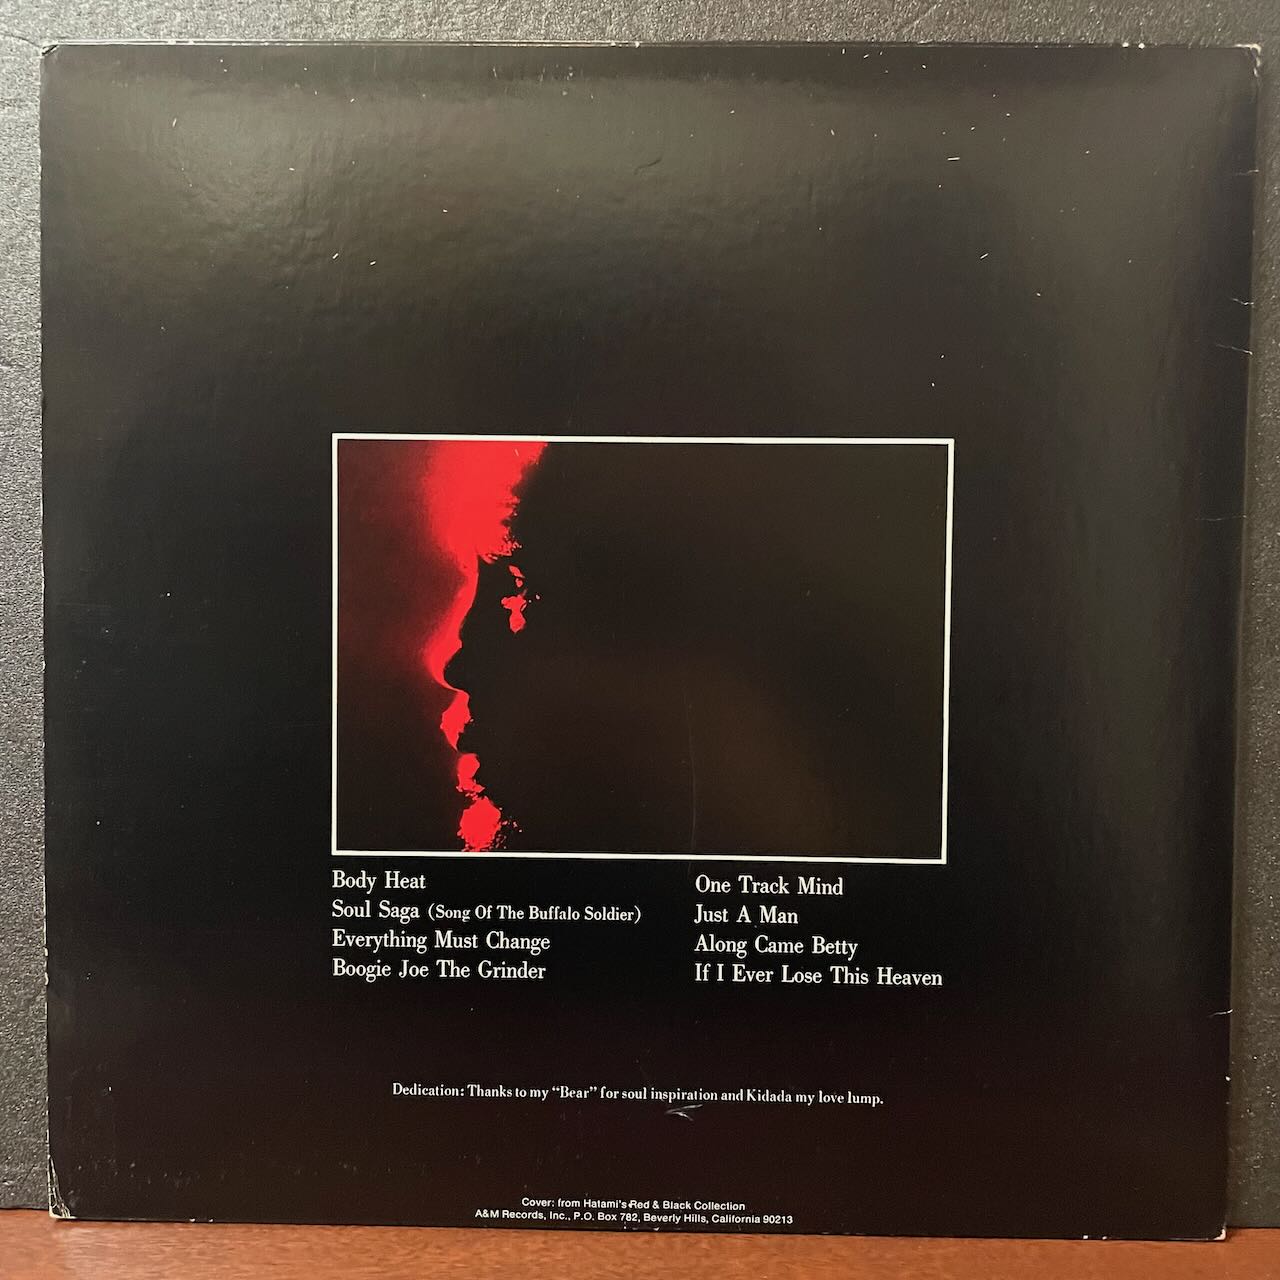 Body Heat
Soul Saga (Song Of The Buffalo Soldier)
Everything Must Change
Boogie Joe The Grinder
One Track Mind
Just A Man
Along Came Betty
If I Ever Lose This Heaven
Dedication: Thanks to my “Bear” for soul inspiration and Kidada my love lump.
Cover: from Hatami's Red & Black Collection
A&M Records, Inc., P.O. Box 782, Beverly Hills, California 90213